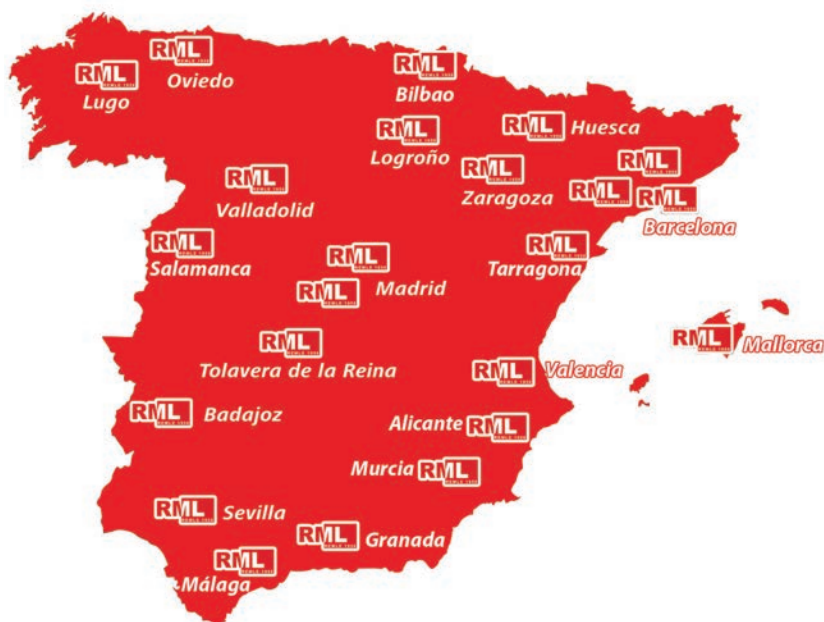 RML
Oviedo
RML
Lugo
RML
Bilbao
RML
Logroño
RML
Huesca
RML
Zaragoza
RML
RML
RML
Barcelona
RML
Valladolid
RML
Salamanca
RML
Tarragona
RML
Madrid
RML
RML
Mallorca
RML
Tolavera de la Reina
RML
Valencia
RML
Badajoz
Alicante
RML
Murcia
RML
RML
Sevilla
RML
Granada
RML
Málaga